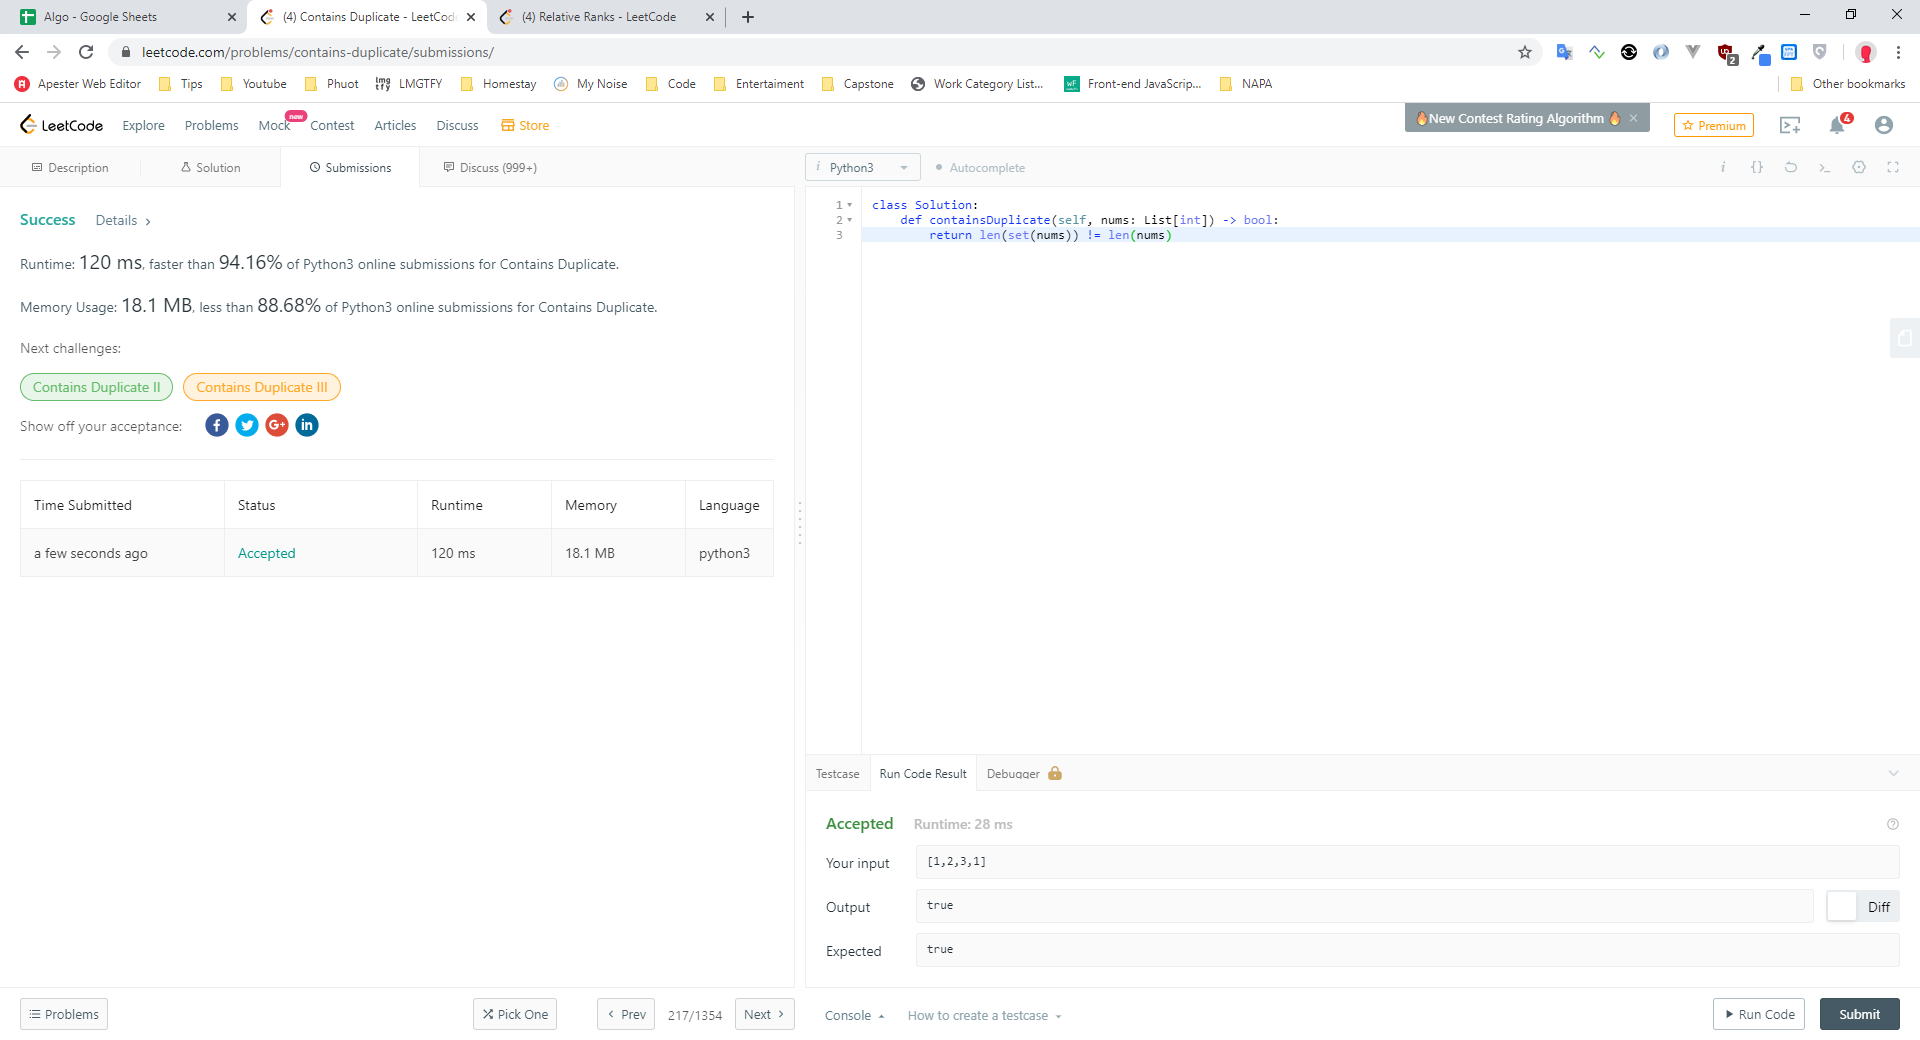 Algo - Google Sheets
(4) Contains Duplicate - LeetCod
(4) Relative Ranks - LeetCode
leetcode.com/problems/contains-duplicate/submissions/
2
Apester Web Editor
Tips
Youtube
Phuot
LMGTFY
Homestay
My Noise
Code
Entertaiment
Capstone
Work Category List...
Front-end JavaScrip...
NAPA
Other bookmarks
LeetCode
Explore
Problems
Mock
new
Contest
Articles
Discuss
Store
🔥New Contest Rating Algorithm 🔥
Premium
4
Description
Solution
Submissions
Discuss (999+)
i Python3
Autocomplete
Success
Details
Runtime: 120 ms, faster than 94.16% of Python3 online submissions for Contains Duplicate.
Memory Usage: 18.1 MB, less than 88.68% of Python3 online submissions for Contains Duplicate.
Next challenges:
Contains Duplicate II
Contains Duplicate III
Show off your acceptance:
Time Submitted
Status
Runtime
Memory
Language
a few seconds ago
Accepted
120 ms
18.1 MB
python3
1 class Solution:
2 def containsDuplicate(self, nums: List[int]) -> bool:
3 return len(set(nums)) != len(nums)
Testcase
Run Code Result
Debugger
Accepted
Runtime: 28 ms
Your input
[1,2,3,1]
Output
true
Diff
Expected
true
Problems
Pick One
Prev
217/1354
Next
Console
How to create a testcase
Run Code
Submit